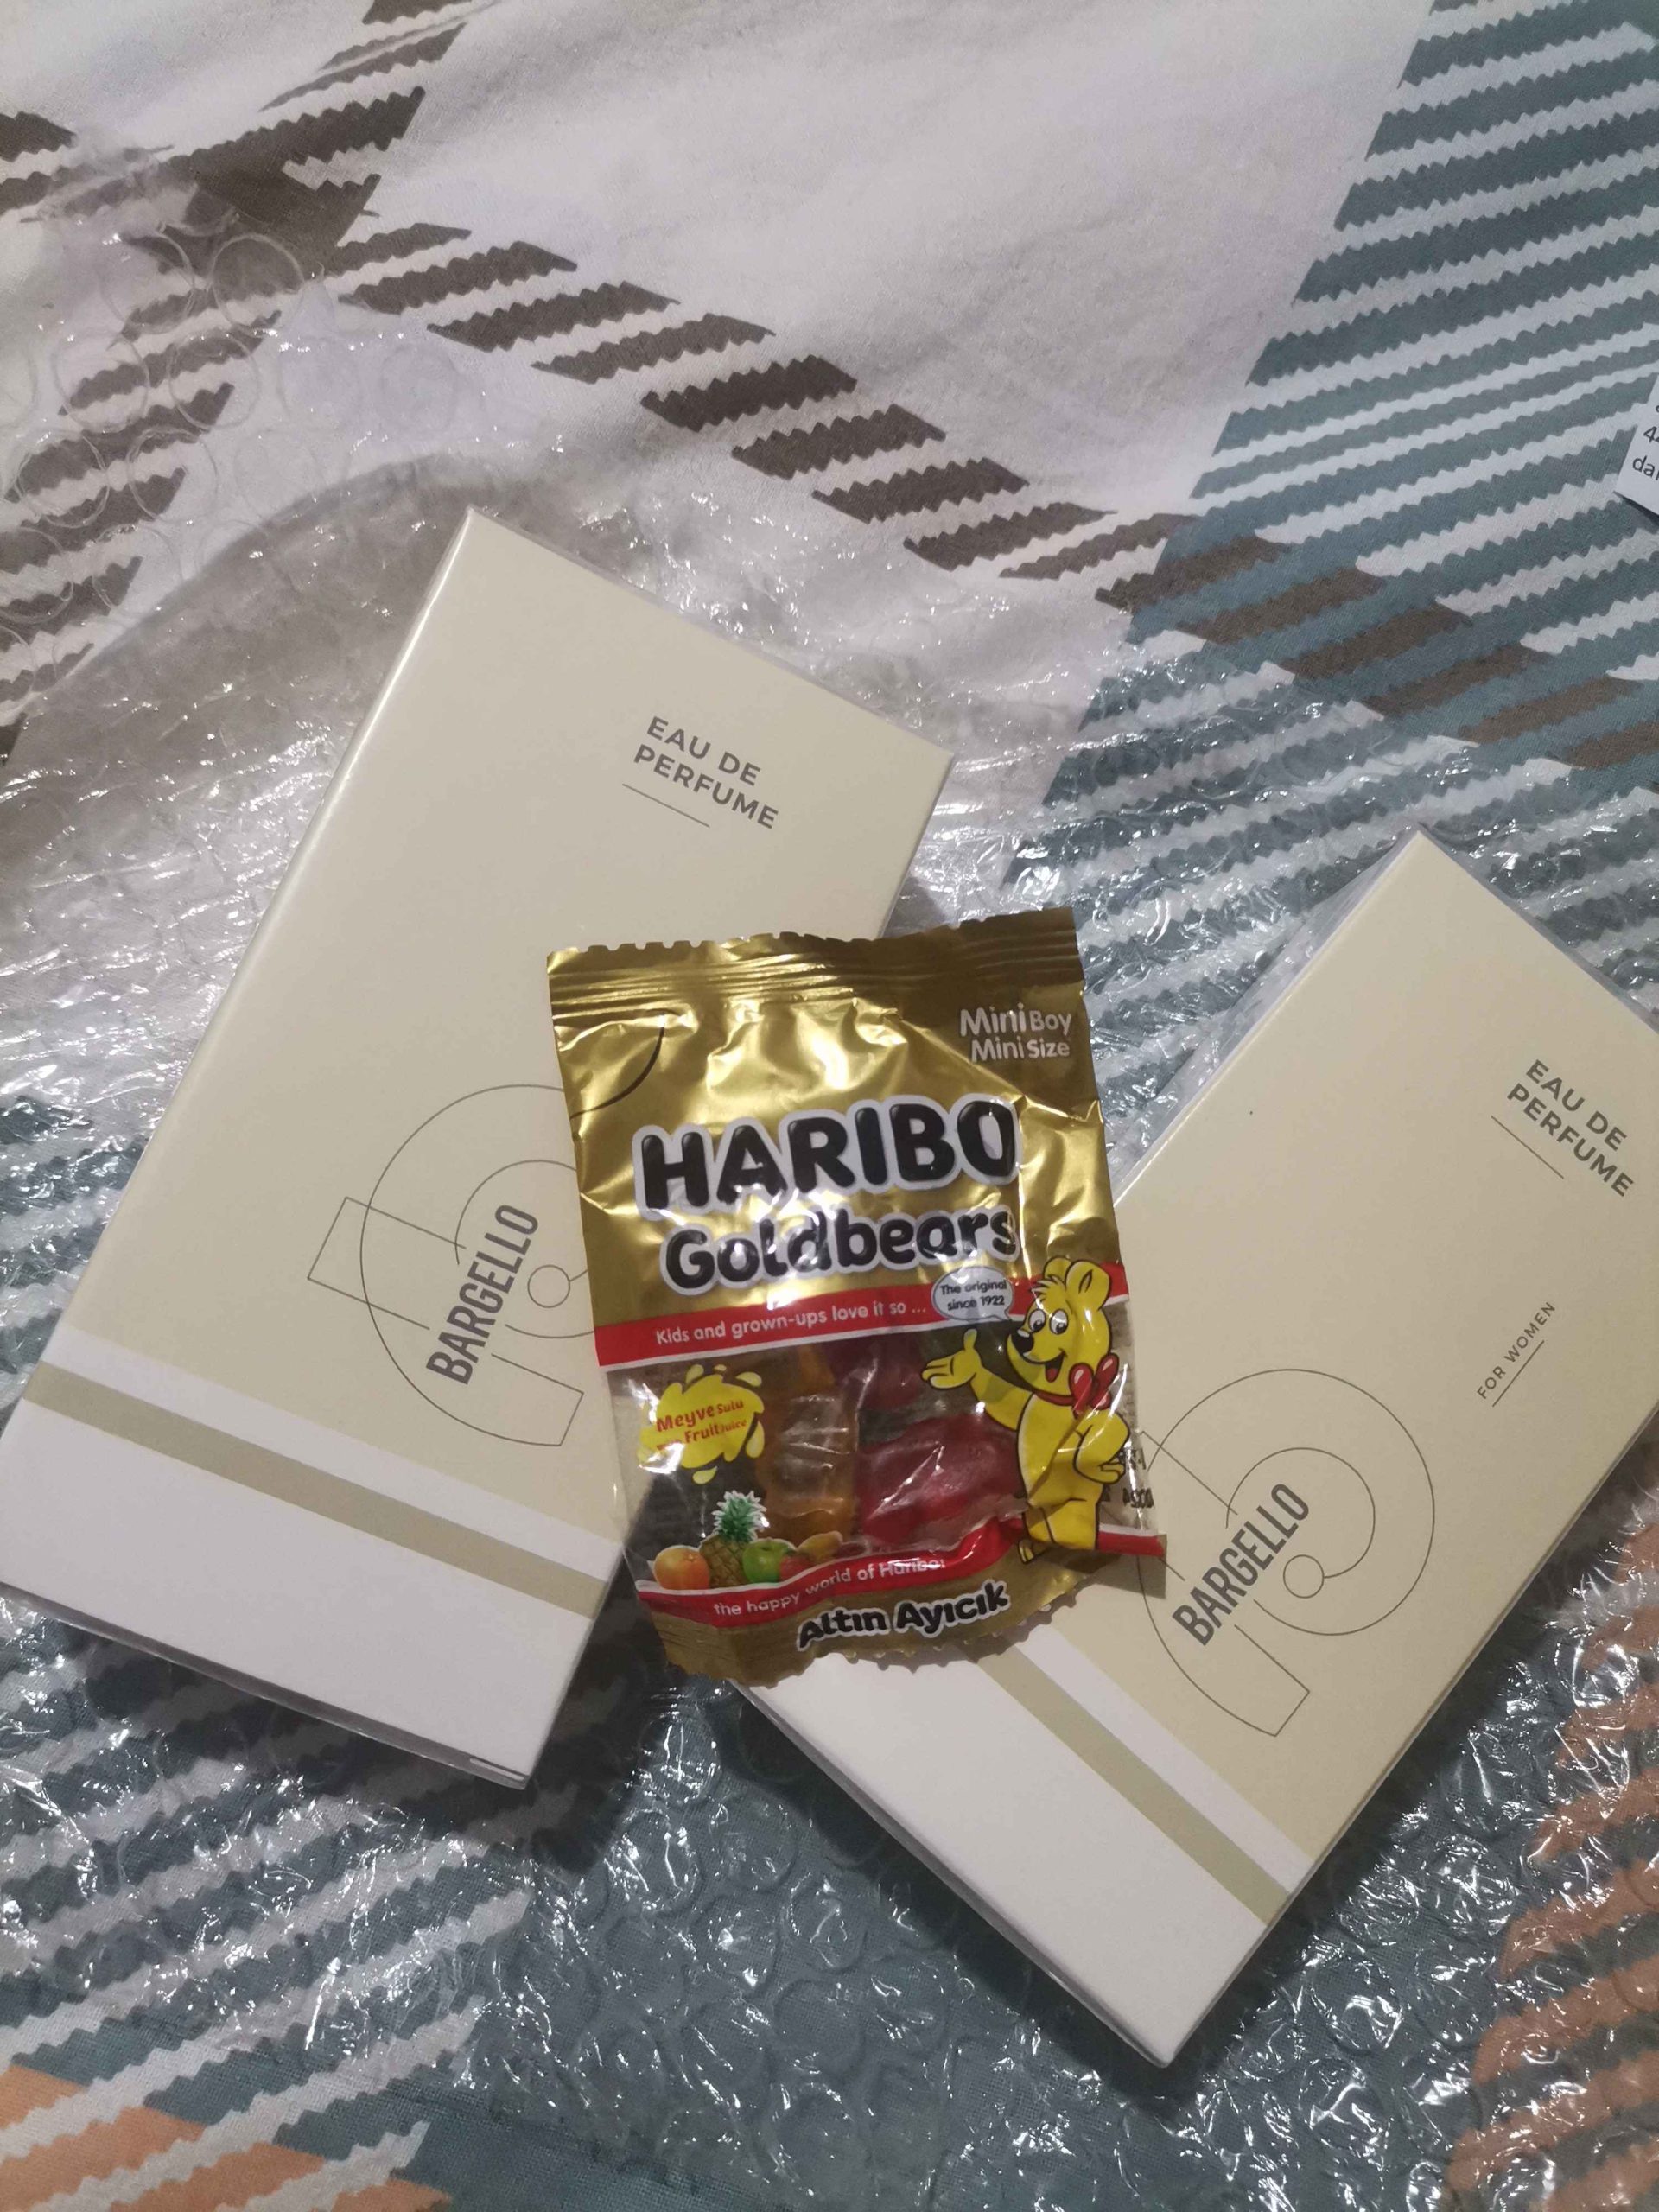 EAU DE
PERFUME
BARGELLO
Mini Boy
Mini Size
HARIBO
Goldbears
The original
since 1922
Kids and grown-ups love it so ...
Meyve Sulu
Fruit Juice
the happy world of Haribo!
Altın Ayıcık
EAU DE
PERFUME
FOR WOMEN
BARGELLO